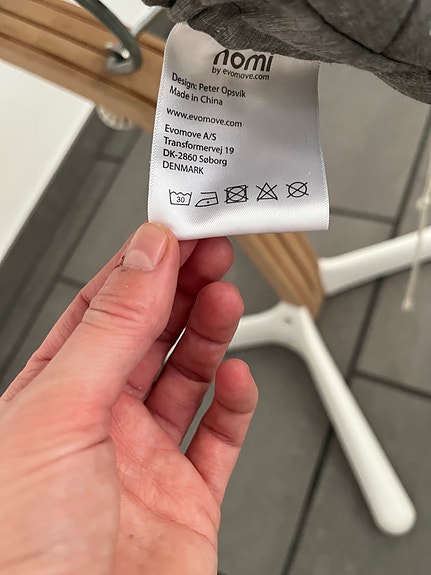 nomi
by evomove.com
Design: Peter Opsvik
Made in China
www.evomove.com
Evomove A/S
Transformervej 19
DK-2860 Søborg
DENMARK
30